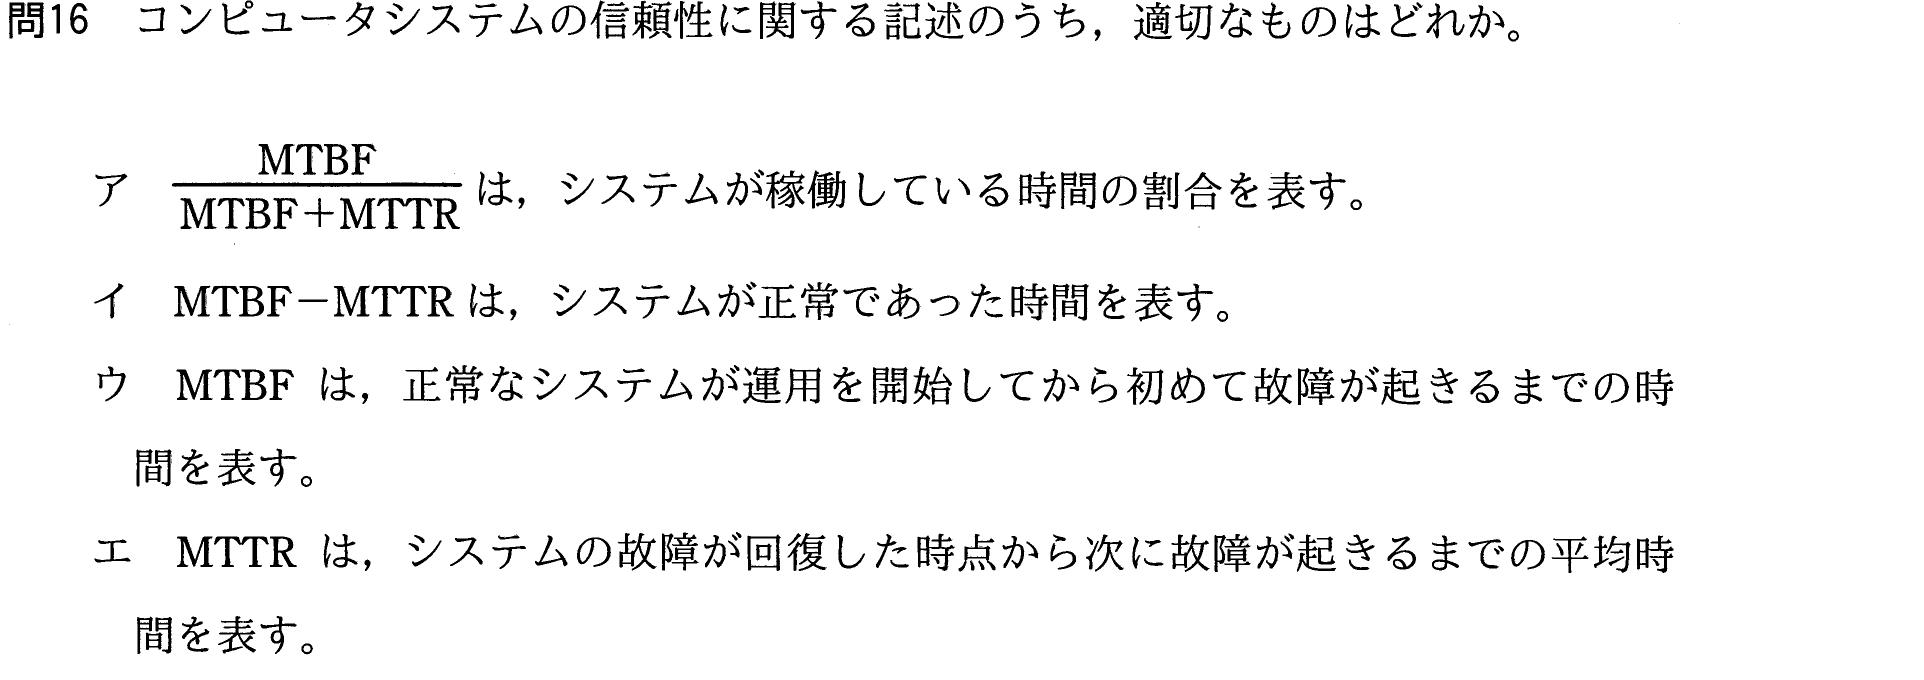 問16 コンピュータシステムの信頼性に関する記述のうち，適切なものはどれか。
ア MTBF/(MTBF＋MTTR) は，システムが稼働している時間の割合を表す。
イ MTBF－MTTR は，システムが正常であった時間を表す。
ウ MTBF は，正常なシステムが運用を開始してから初めて故障が起きるまでの時
間を表す。
エ MTTR は，システムの故障が回復した時点から次に故障が起きるまでの平均時
間を表す。